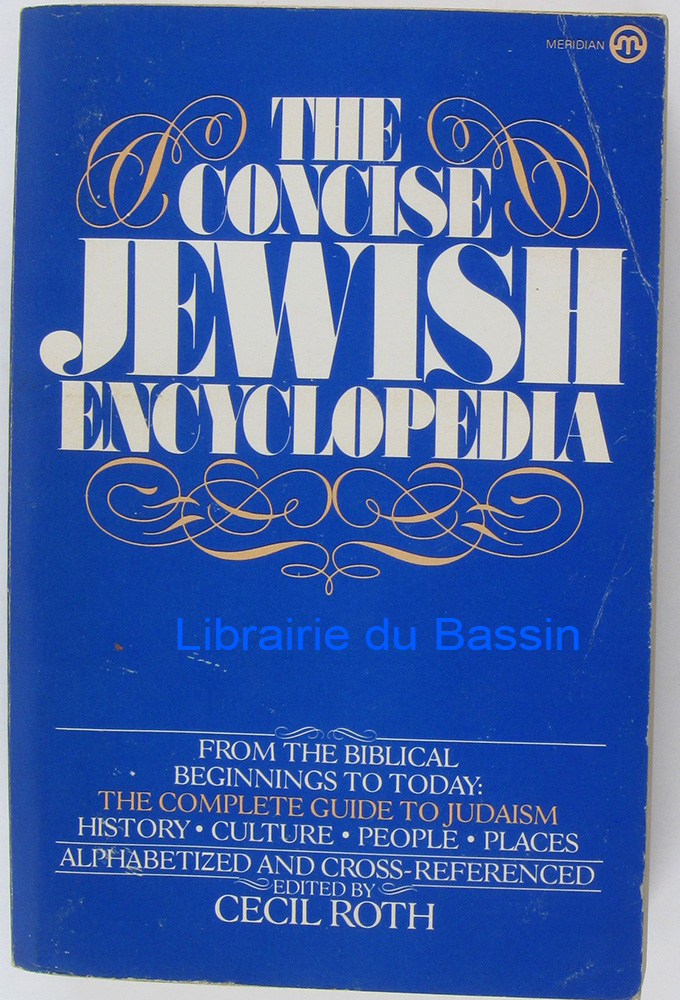 MERIDIAN
THE
CONCISE
JEWISH
ENCYCLOPEDIA
Librairie du Bassin
FROM THE BIBLICAL
BEGINNINGS TO TODAY:
THE COMPLETE GUIDE TO JUDAISM
HISTORY • CULTURE • PEOPLE • PLACES
ALPHABETIZED AND CROSS-REFERENCED
EDITED BY
CECIL ROTH